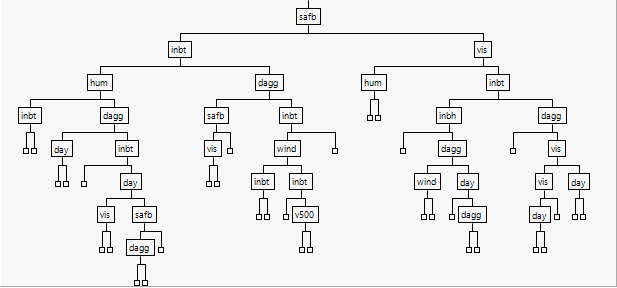 safb
inbt vis
hum dagg hum inbt
inbt dagg safb inbt inbh dagg
day inbt vis wind dagg vis
day inbt inbt wind day vis day
vis safb v500 dagg day
dagg